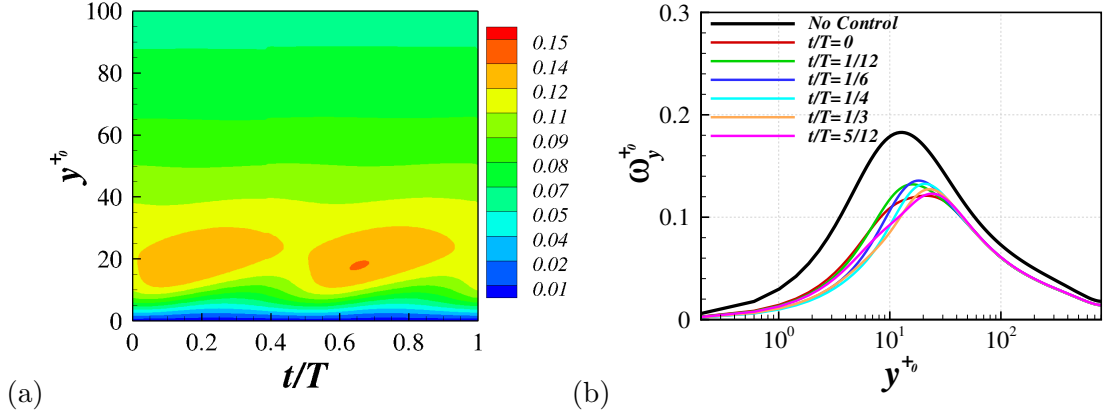 100
80
60
40
20
0
y+0
0 0.2 0.4 0.6 0.8 1
t/T
0.15
0.14
0.12
0.11
0.09
0.08
0.07
0.05
0.04
0.02
0.01
(a)
No Control
t/T= 0
t/T= 1/12
t/T= 1/6
t/T= 1/4
t/T= 1/3
t/T= 5/12
0.3
0.2
0.1
0
ωy+0
10^0 10^1 10^2
y+0
(b)